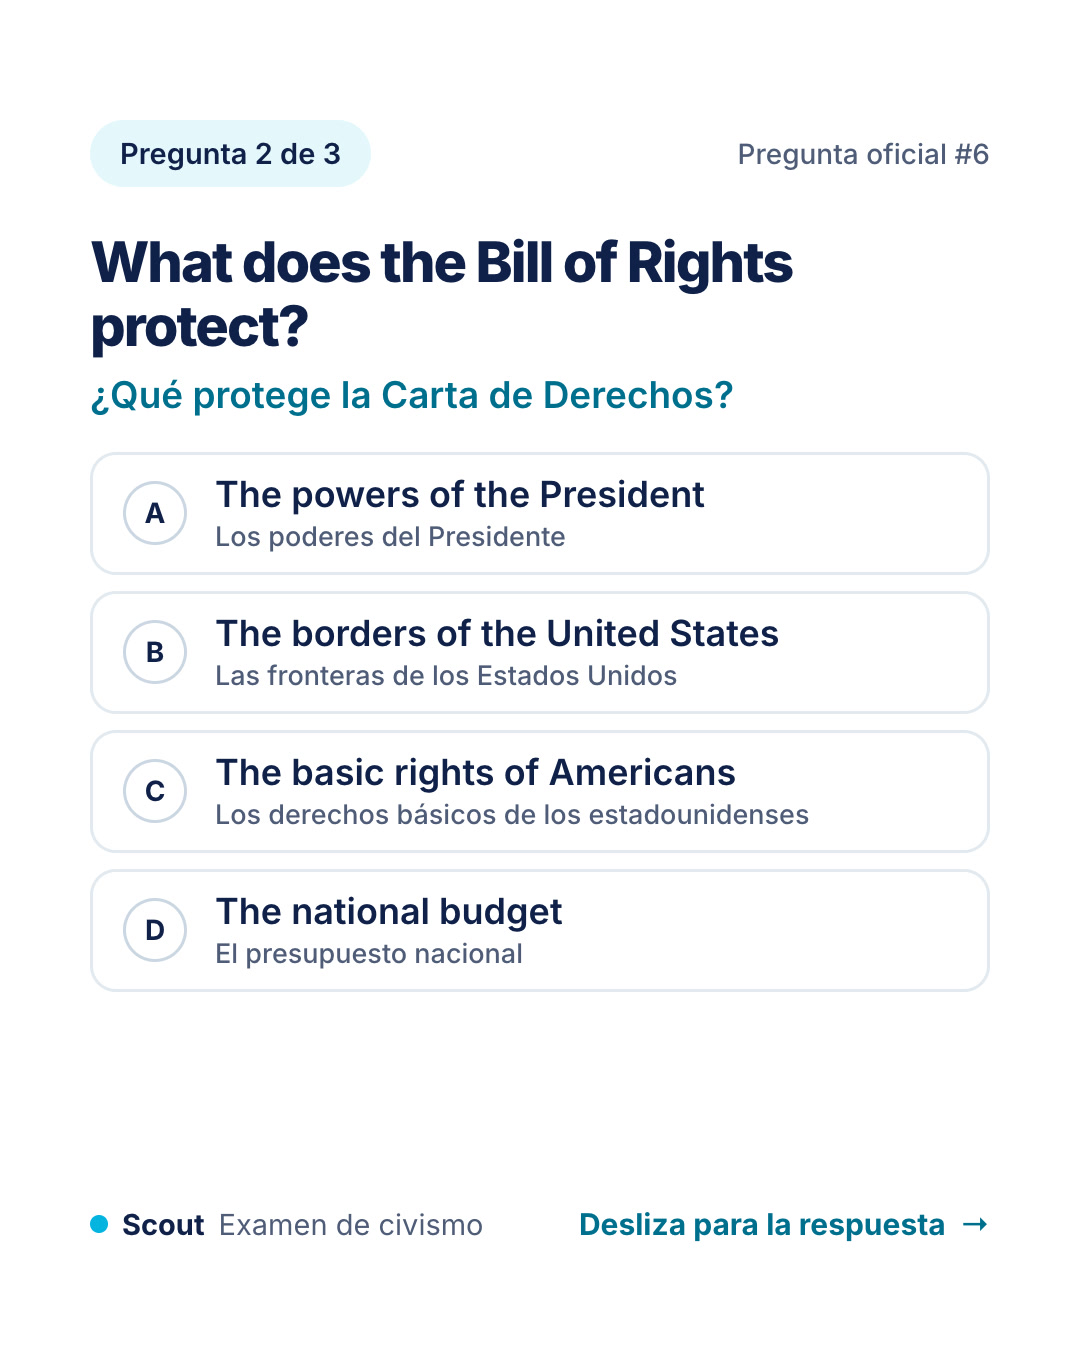 Pregunta 2 de 3
Pregunta oficial #6
What does the Bill of Rights
protect?
¿Qué protege la Carta de Derechos?
A
The powers of the President
Los poderes del Presidente
B
The borders of the United States
Las fronteras de los Estados Unidos
C
The basic rights of Americans
Los derechos básicos de los estadounidenses
D
The national budget
El presupuesto nacional
Scout Examen de civismo
Desliza para la respuesta →